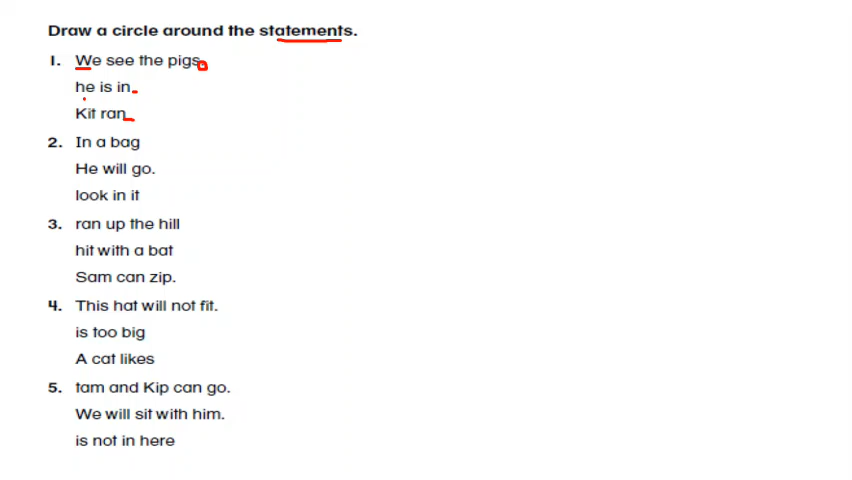 Draw a circle around the statements.
1. We see the pigs.
he is in.
Kit ran
2. In a bag
He will go.
look in it
3. ran up the hill
hit with a bat
Sam can zip.
4. This hat will not fit.
is too big
A cat likes
5. tam and Kip can go.
We will sit with him.
is not in here